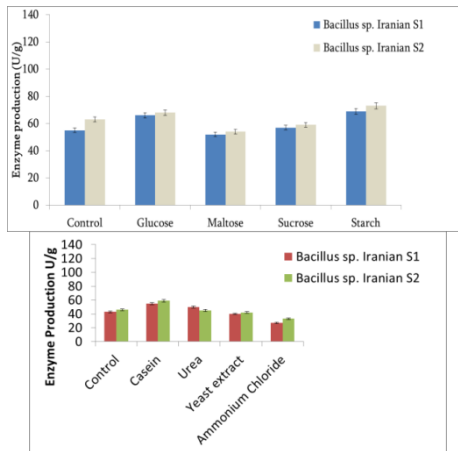 Enzyme production (U/g)
140
120
100
80
60
40
20
0
Bacillus sp. Iranian S1
Bacillus sp. Iranian S2
Control Glucose Maltose Sucrose Starch
Enzyme Production U/g
140
120
100
80
60
40
20
0
Bacillus sp. Iranian S1
Bacillus sp. Iranian S2
Control
Casein
Urea
Yeast extract
Ammonium Chloride